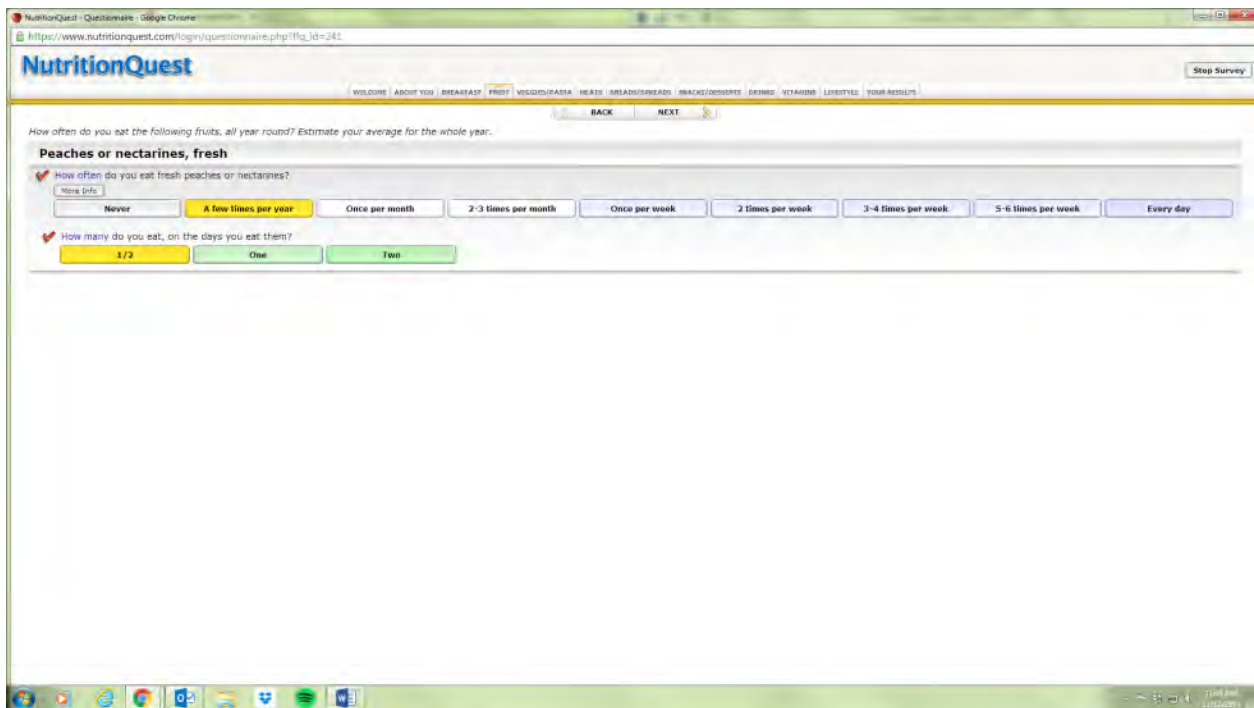 NutritionQuest - Questionnaire - Google Chrome
https://www.nutritionquest.com/login/questionnaire.php?flq_id=241
NutritionQuest
Stop Survey
WELCOME ABOUT YOU BREAKFAST FRUIT VEGGIES/PASTA MEATS BREADS/SPREADS SNACKS/DESSERTS DRINKS VITAMINS LIFESTYLE YOUR RESULTS
BACK NEXT
How often do you eat the following fruits, all year round? Estimate your average for the whole year.
Peaches or nectarines, fresh
How often do you eat fresh peaches or nectarines?
More Info
Never A few times per year Once per month 2-3 times per month Once per week 2 times per week 3-4 times per week 5-6 times per week Every day
How many do you eat, on the days you eat them?
1/2 One Two